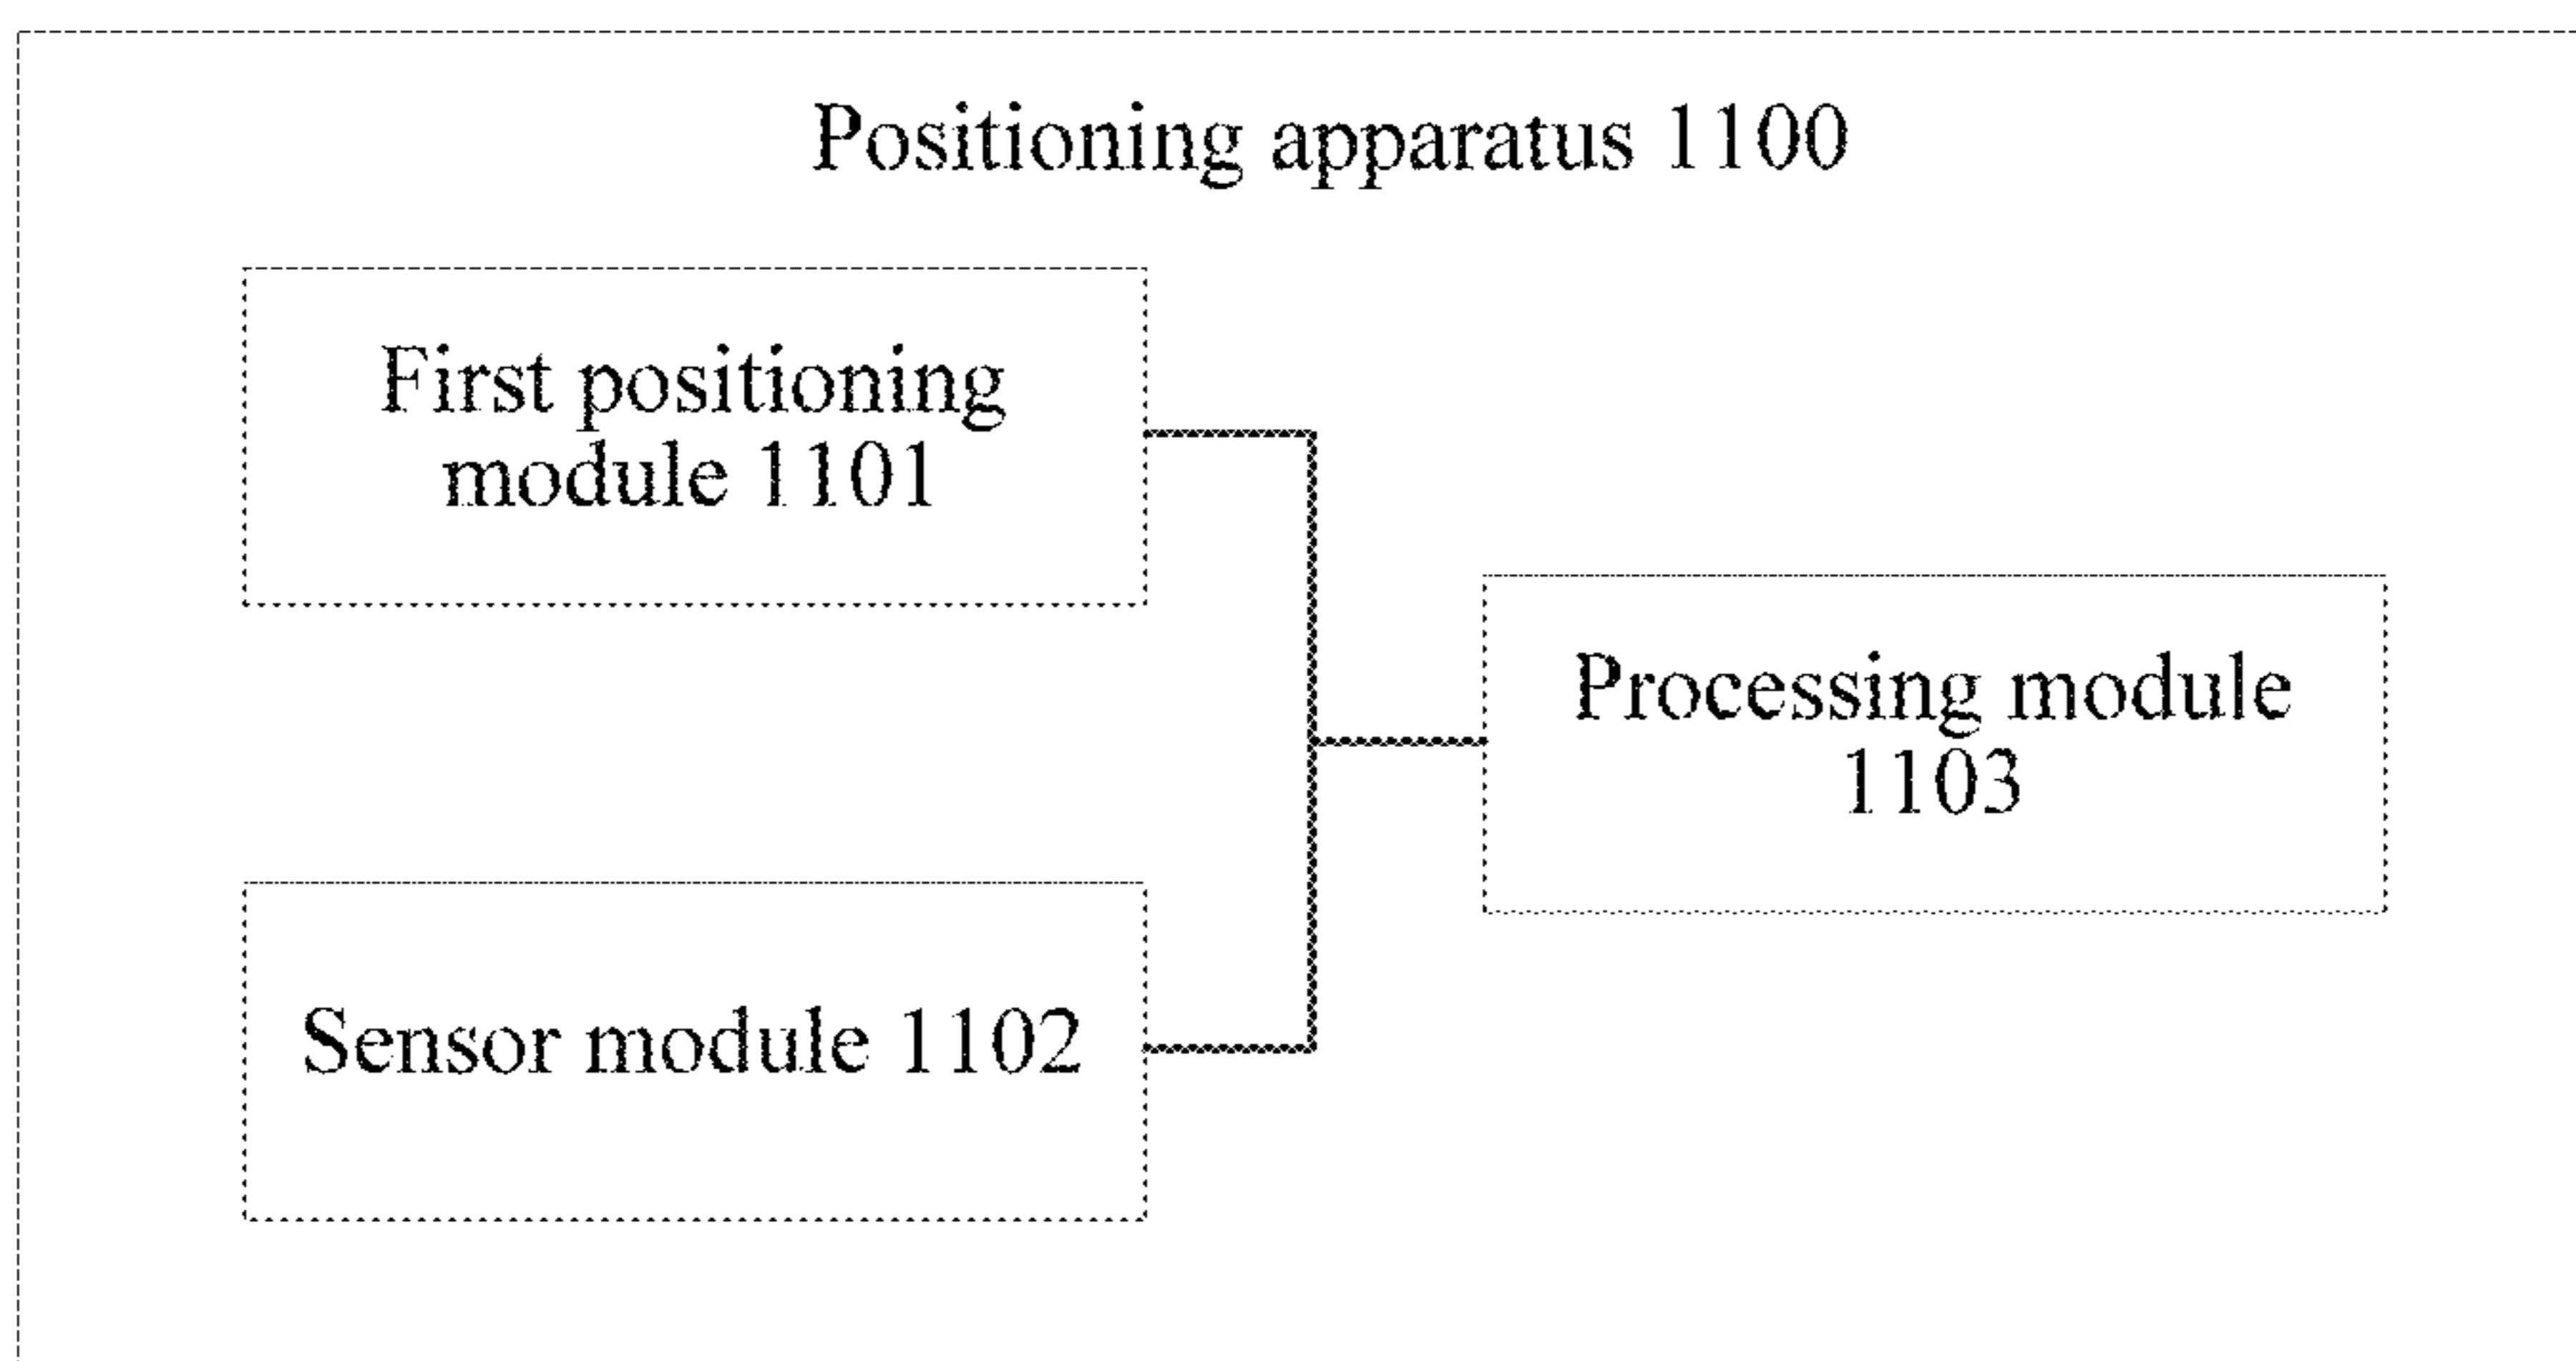 Positioning apparatus 1100
First positioning
module 1101
Processing module
1103
Sensor module 1102